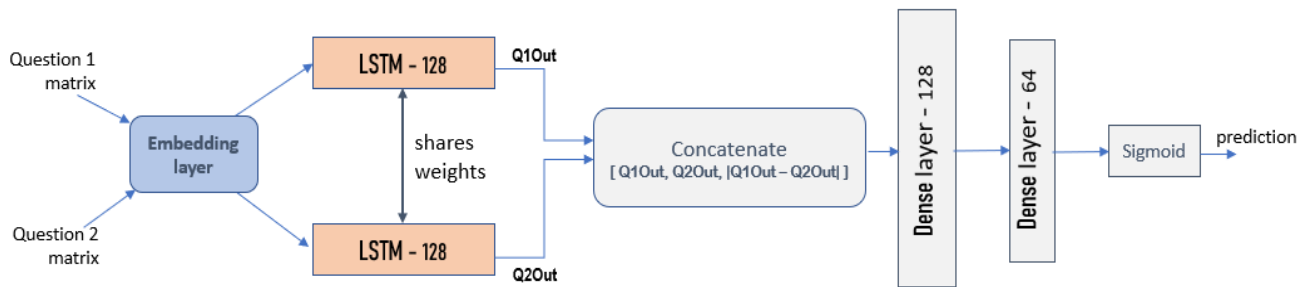 Question 1
matrix
Question 2
matrix
Embedding
layer
LSTM - 128
shares
weights
LSTM - 128
Q1Out
Q2Out
Concatenate
[ Q1Out, Q2Out, |Q1Out – Q2Out| ]
Dense layer - 128
Dense layer - 64
Sigmoid
prediction